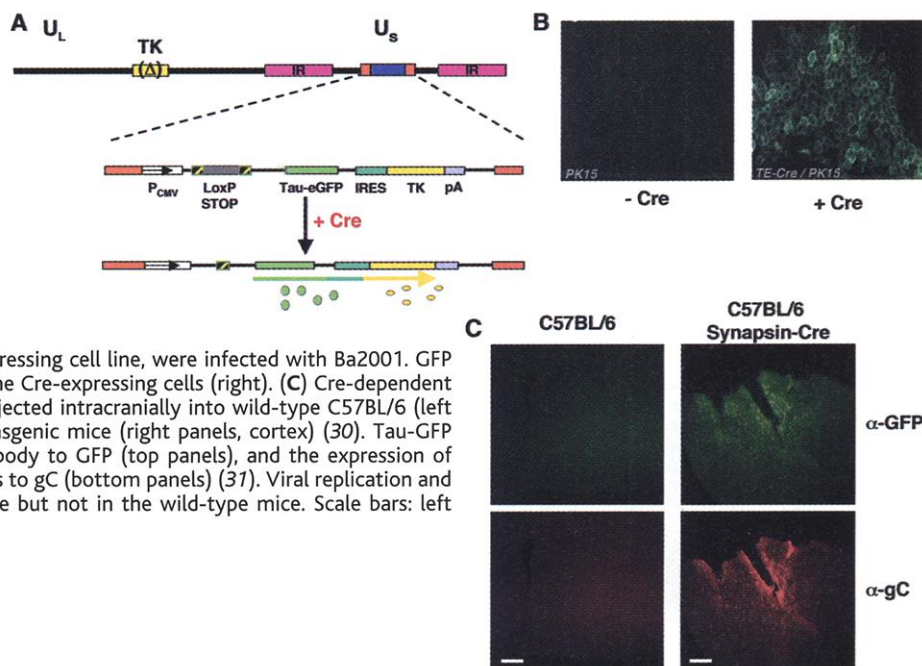 A
U_L
U_S
TK
(Δ)
IR
IR
P_CMV
LoxP
STOP
Tau-eGFP
IRES
TK
pA
+ Cre
B
PK15
TE-Cre / PK15
- Cre
+ Cre
pressing cell line, were infected with Ba2001. GFP
ne Cre-expressing cells (right). (C) Cre-dependent
jected intracranially into wild-type C57BL/6 (left
nsgenic mice (right panels, cortex) (30). Tau-GFP
body to GFP (top panels), and the expression of
s to gC (bottom panels) (31). Viral replication and
e but not in the wild-type mice. Scale bars: left
C
C57BL/6
C57BL/6
Synapsin-Cre
α-GFP
α-gC